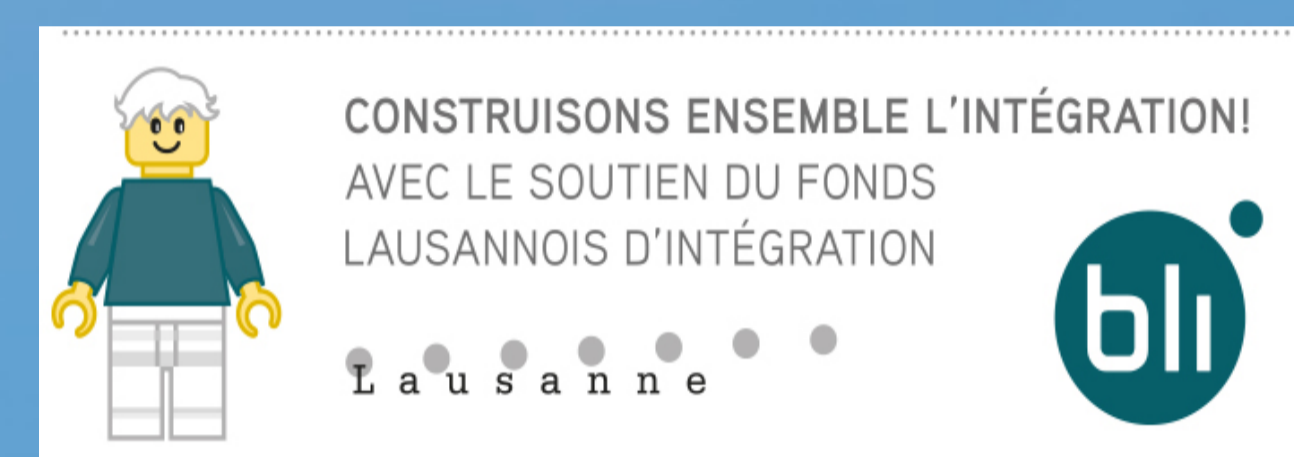 CONSTRUISONS ENSEMBLE L'INTÉGRATION!
AVEC LE SOUTIEN DU FONDS
LAUSANNOIS D'INTÉGRATION
Lausanne
bli